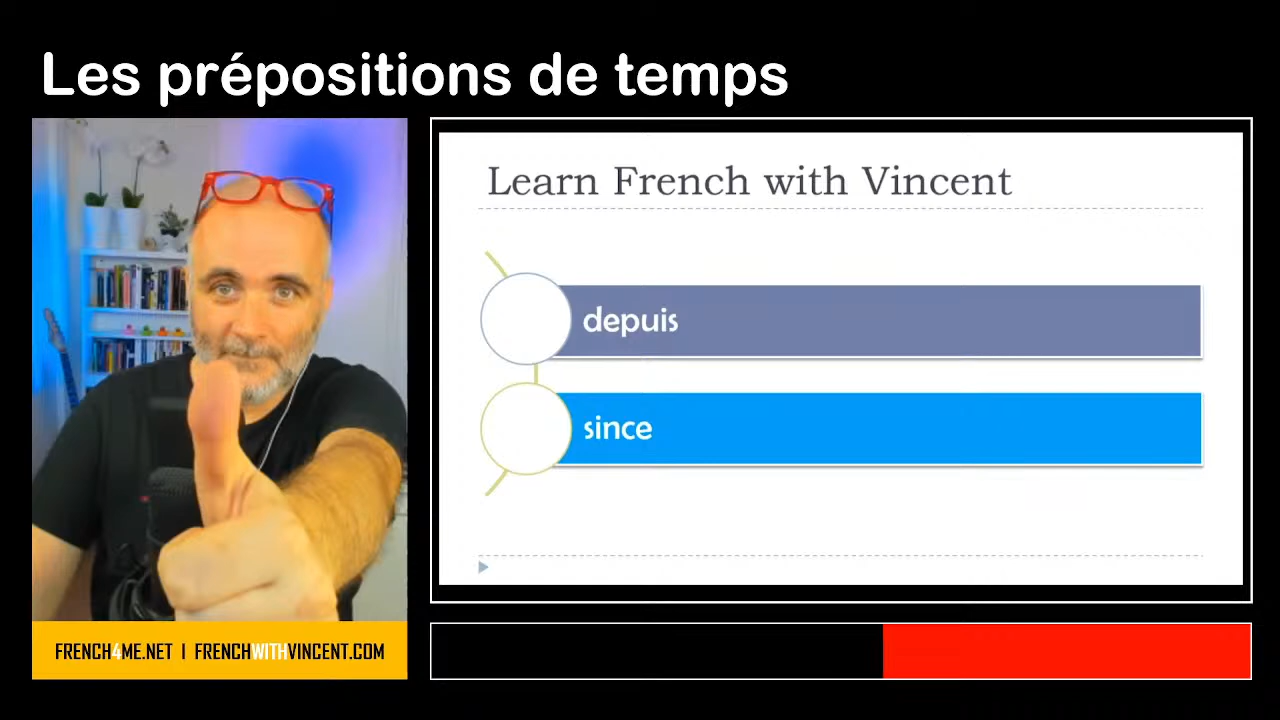 Les prépositions de temps
Learn French with Vincent
depuis
since
FRENCH4ME.NET I FRENCHWITHVINCENT.COM